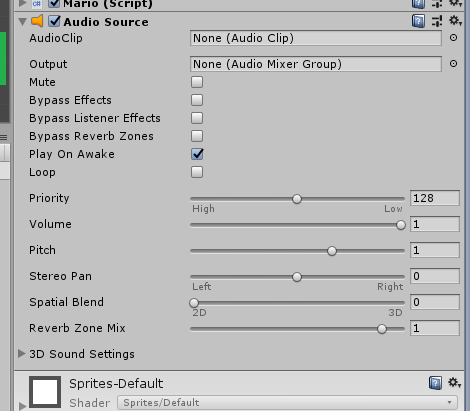 Mario (Script)
Audio Source
AudioClip None (Audio Clip)
Output None (Audio Mixer Group)
Mute
Bypass Effects
Bypass Listener Effects
Bypass Reverb Zones
Play On Awake
Loop
Priority 128
High Low
Volume 1
Pitch 1
Stereo Pan 0
Left Right
Spatial Blend 0
2D 3D
Reverb Zone Mix 1
3D Sound Settings
Sprites-Default
Shader Sprites/Default